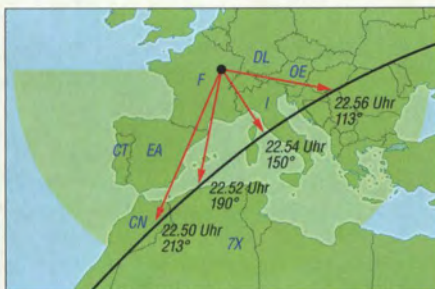 DL
F
OE
I
22.56 Uhr
113°
CT
EA
22.54 Uhr
150°
22.52 Uhr
190°
CN
22.50 Uhr
213°
7X